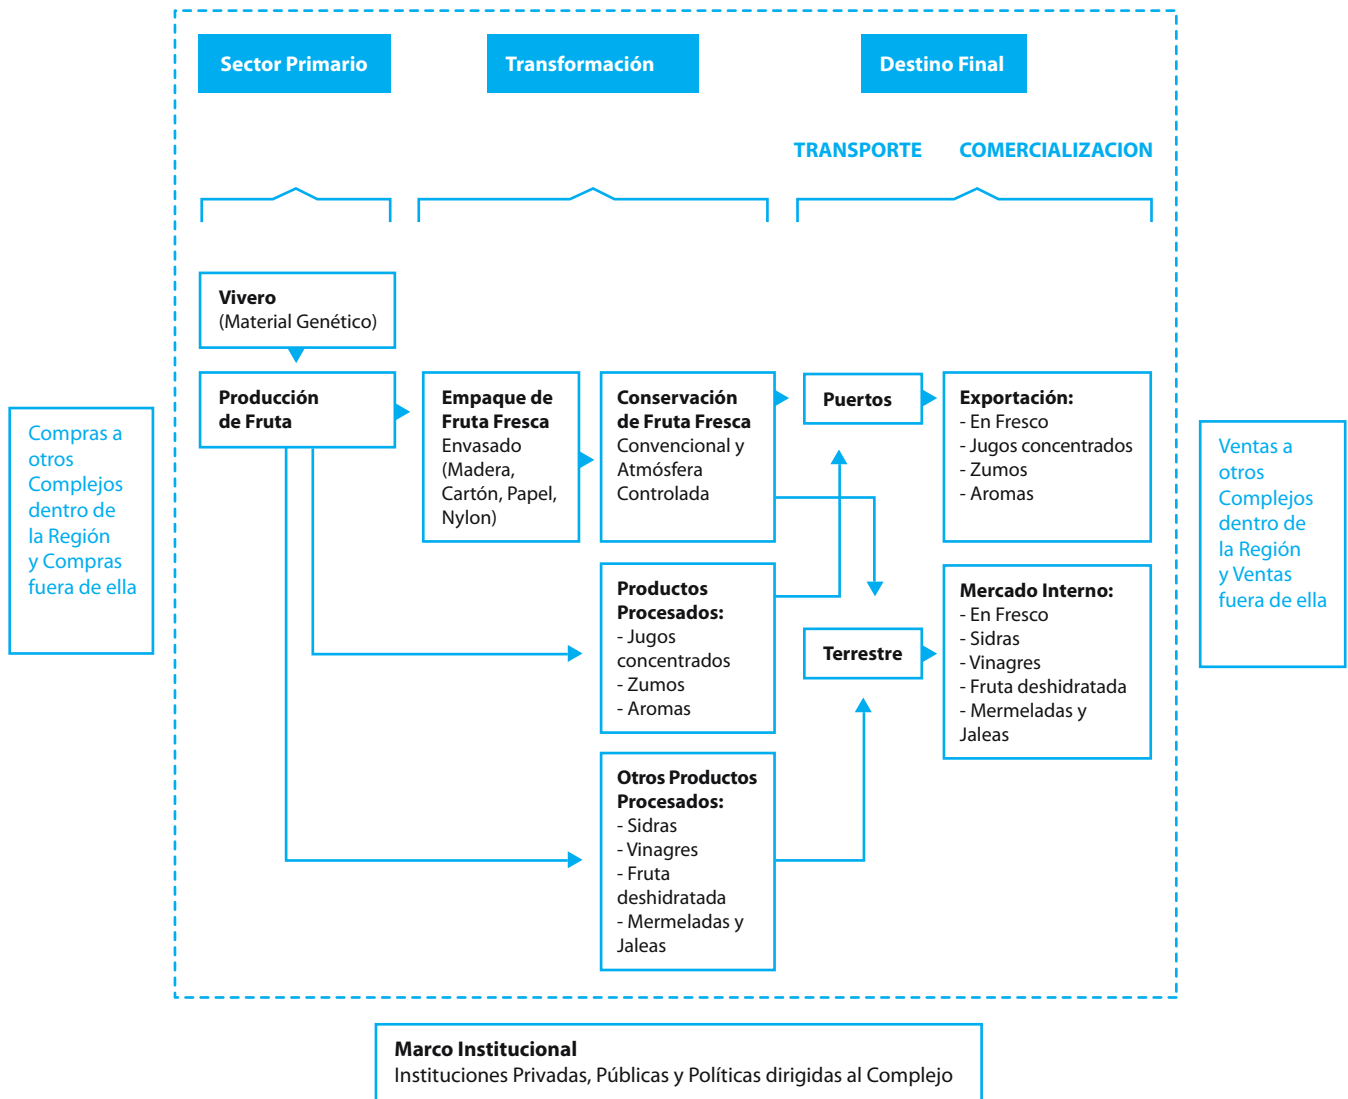 Sector Primario
Transformación
Destino Final
TRANSPORTE
COMERCIALIZACION
Vivero
(Material Genético)
Producción
de Fruta
Empaque de
Fruta Fresca
Envasado
(Madera,
Cartón, Papel,
Nylon)
Conservación
de Fruta Fresca
Convencional y
Atmósfera
Controlada
Puertos
Exportación:
- En Fresco
- Jugos concentrados
- Zumos
- Aromas
Compras a
otros
Complejos
dentro de
la Región
y Compras
fuera de ella
Ventas a
otros
Complejos
dentro de
la Región
y Ventas
fuera de ella
Productos
Procesados:
- Jugos
concentrados
- Zumos
- Aromas
Terrestre
Mercado Interno:
- En Fresco
- Sidras
- Vinagres
- Fruta deshidratada
- Mermeladas y
Jaleas
Otros Productos
Procesados:
- Sidras
- Vinagres
- Fruta
deshidratada
- Mermeladas y
Jaleas
Marco Institucional
Instituciones Privadas, Públicas y Políticas dirigidas al Complejo